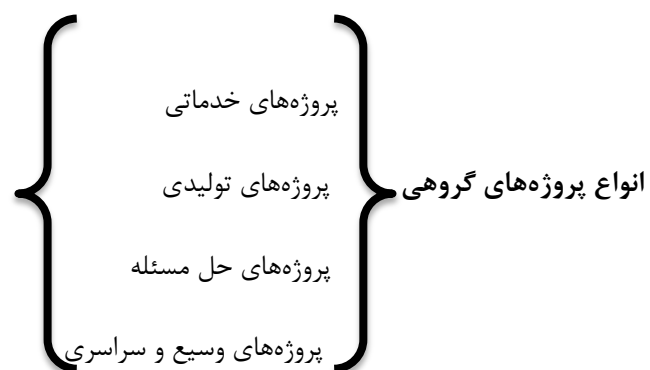 انواع پروژه‌های گروهی
پروژه‌های خدماتی
پروژه‌های تولیدی
پروژه‌های حل مسئله
پروژه‌های وسیع و سراسری